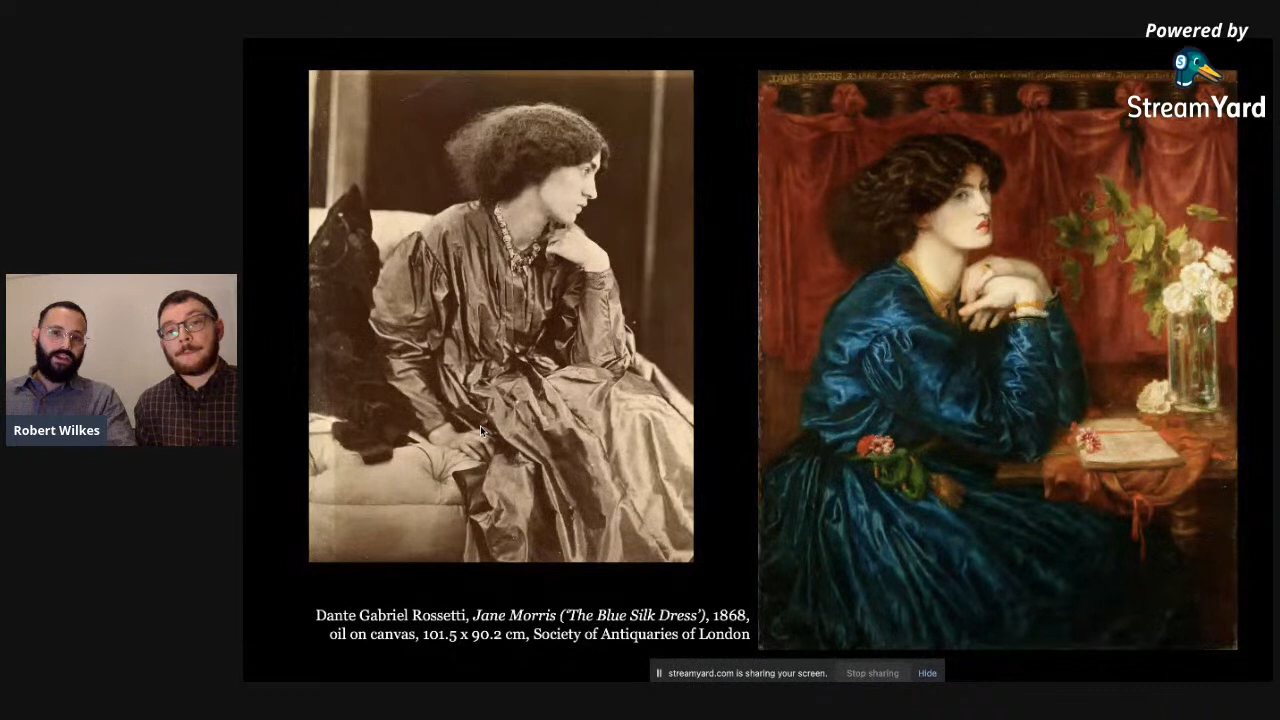 Powered by
StreamYard
JANE MORRIS
Robert Wilkes
Dante Gabriel Rossetti, Jane Morris (‘The Blue Silk Dress’), 1868,
oil on canvas, 101.5 x 90.2 cm, Society of Antiquaries of London
streamyard.com is sharing your screen.
Stop sharing
Hide